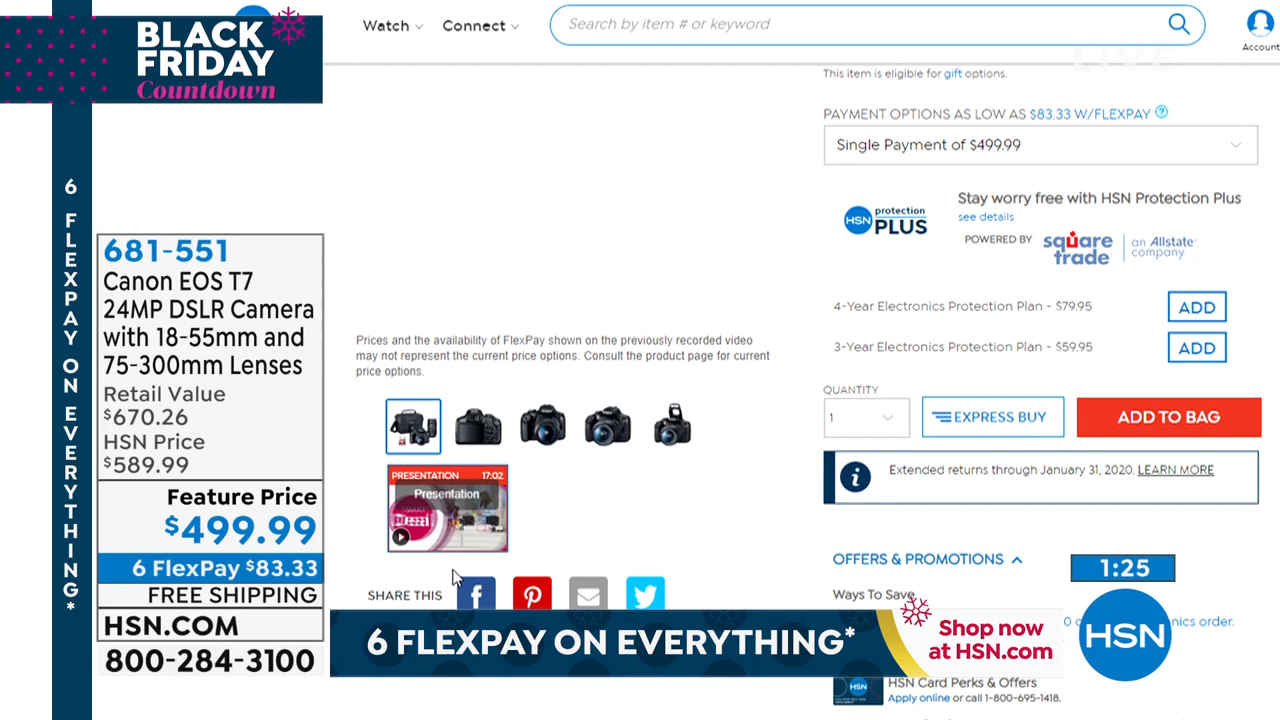 BLACK
FRIDAY
Countdown
6 FLEXPAY ON EVERYTHING*
681-551
Canon EOS T7
24MP DSLR Camera
with 18-55mm and
75-300mm Lenses
Retail Value
$670.26
HSN Price
$589.99
Feature Price
$499.99
6 FlexPay $83.33
FREE SHIPPING
HSN.COM
800-284-3100
Watch
Connect
Search by item # or keyword
Account
LIVE
This item is eligible for gift options.
PAYMENT OPTIONS AS LOW AS $83.33 W/FLEXPAY ?
Single Payment of $499.99
HSN protection PLUS
Stay worry free with HSN Protection Plus
see details
POWERED BY square trade | an Allstate company
4-Year Electronics Protection Plan - $79.95
ADD
3-Year Electronics Protection Plan - $59.95
ADD
QUANTITY
1
EXPRESS BUY
ADD TO BAG
i
Extended returns through January 31, 2020. LEARN MORE
Prices and the availability of FlexPay shown on the previously recorded video
may not represent the current price options. Consult the product page for current
price options.
PRESENTATION 17:02
Presentation
SHARE THIS
OFFERS & PROMOTIONS
1:25
Ways To Save
nics order.
6 FLEXPAY ON EVERYTHING*
Shop now
at HSN.com
HSN
HSN
HSN Card Perks & Offers
Apply online or call 1-800-695-1418.